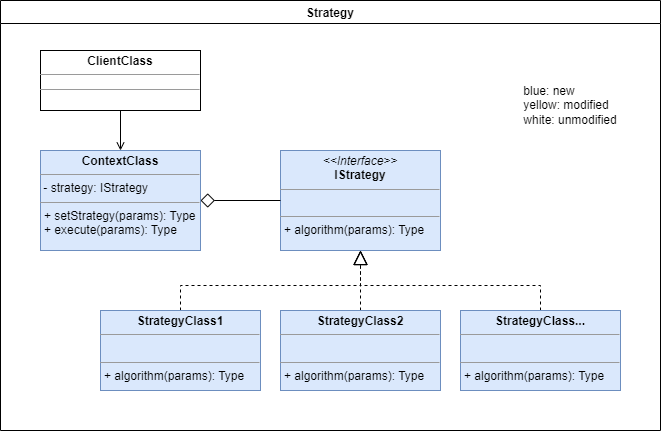 Strategy
ClientClass
blue: new
yellow: modified
white: unmodified
ContextClass
- strategy: IStrategy
+ setStrategy(params): Type
+ execute(params): Type
<<Interface>>
IStrategy
+ algorithm(params): Type
StrategyClass1
+ algorithm(params): Type
StrategyClass2
+ algorithm(params): Type
StrategyClass...
+ algorithm(params): Type